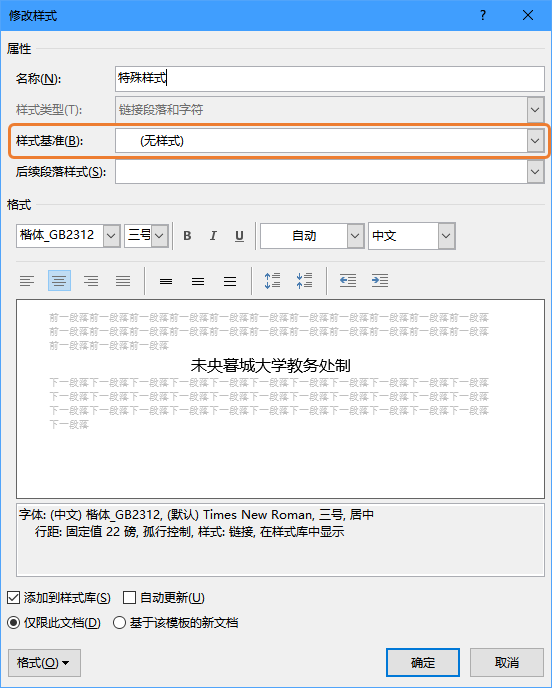 修改样式
?
属性
名称(N):
特殊样式
样式类型(T):
链接段落和字符
样式基准(B):
(无样式)
后续段落样式(S):
格式
楷体_GB2312
三号
B
I
U
自动
中文
前一段落前一段落前一段落前一段落前一段落前一段落前一段落前一段落前一段落前一段落前一段落
前一段落前一段落前一段落前一段落前一段落前一段落前一段落前一段落前一段落前一段落前一段落
前一段落前一段落前一段落
未央暮城大学教务处制
下一段落下一段落下一段落下一段落下一段落下一段落下一段落下一段落下一段落下一段落下一段落
下一段落下一段落下一段落下一段落下一段落下一段落下一段落下一段落下一段落下一段落下一段落
下一段落下一段落下一段落下一段落下一段落下一段落下一段落下一段落下一段落下一段落下一段落
下一段落
字体: (中文) 楷体_GB2312, (默认) Times New Roman, 三号, 居中
行距: 固定值 22 磅, 孤行控制, 样式: 链接, 在样式库中显示
添加到样式库(S)
自动更新(U)
仅限此文档(D)
基于该模板的新文档
格式(O)
确定
取消